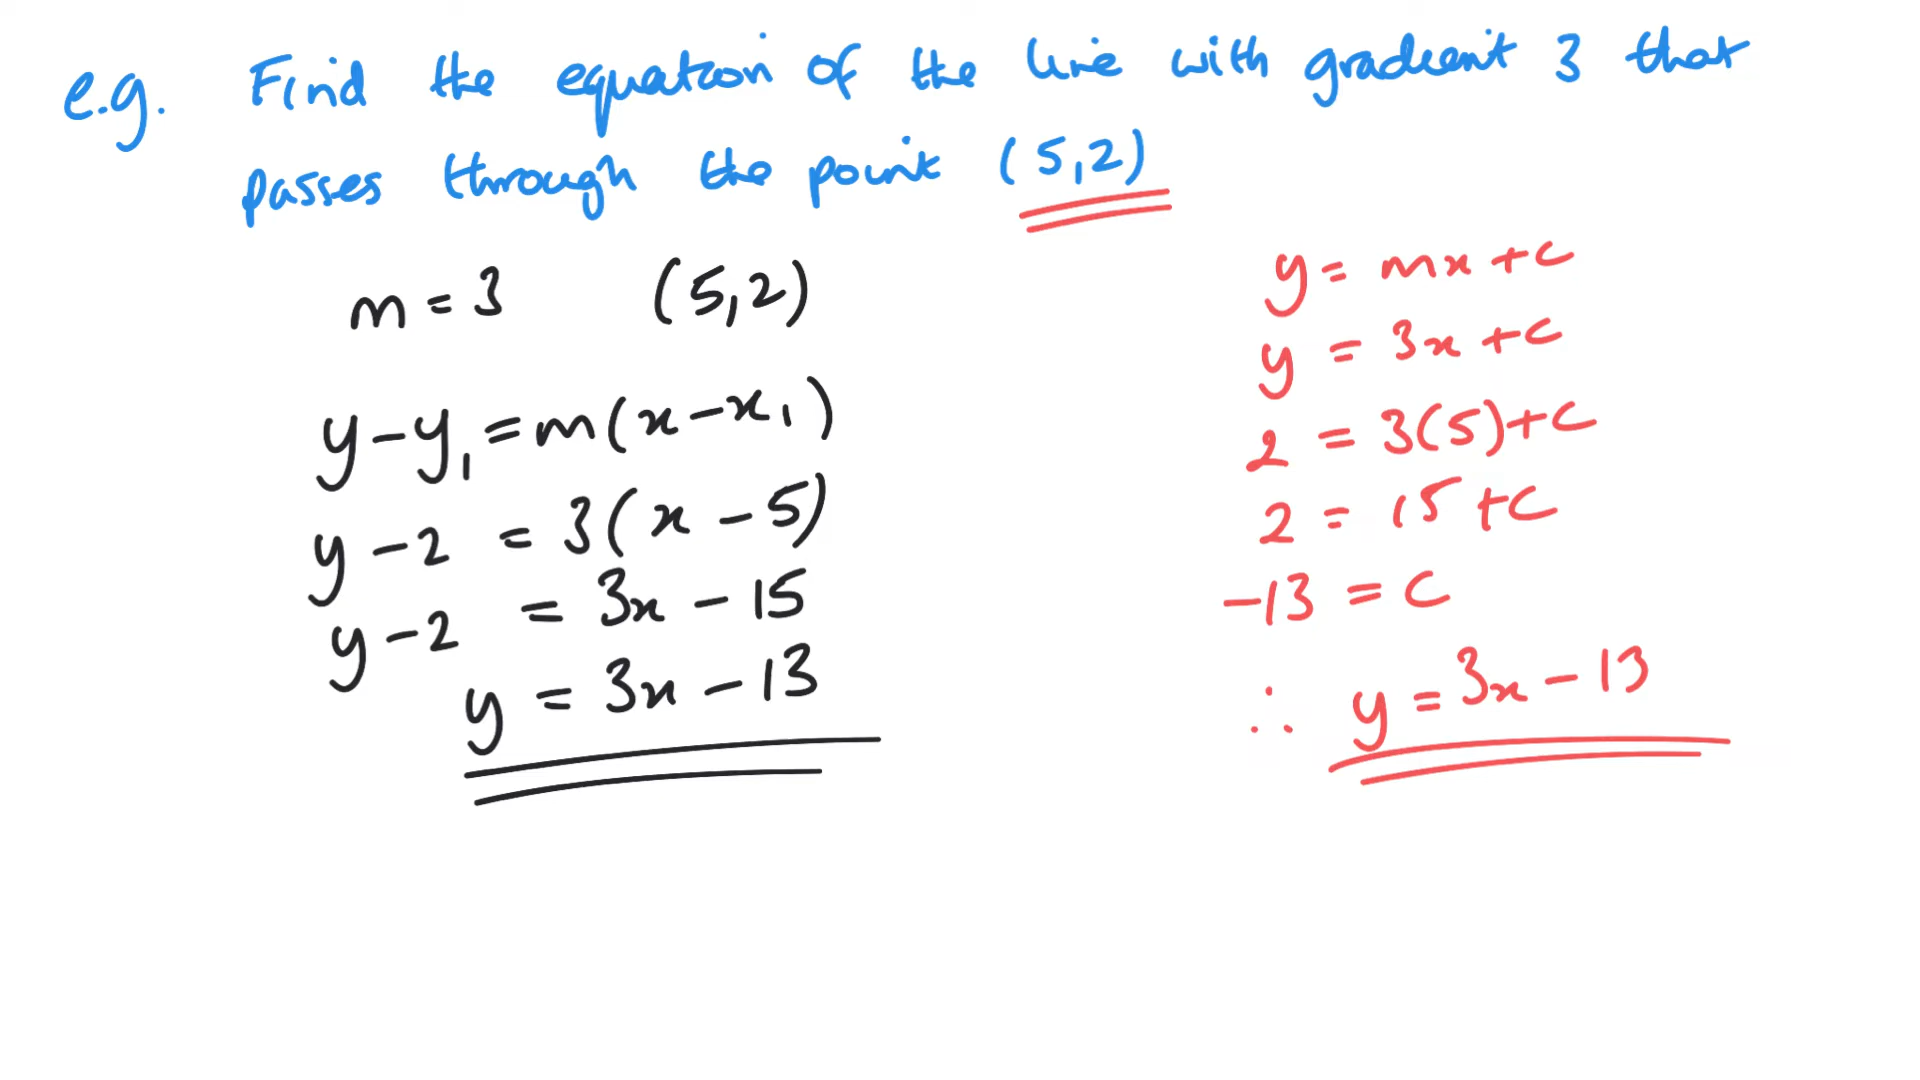 e.g. Find the equation of the line with gradient 3 that
passes through the point (5,2)
m = 3 (5,2)
y-y₁ = m(x-x₁)
y-2 = 3(x-5)
y-2 = 3x-15
y = 3x-13
y = mx+c
y = 3x+c
2 = 3(5)+c
2 = 15+c
-13 = c
∴ y = 3x-13